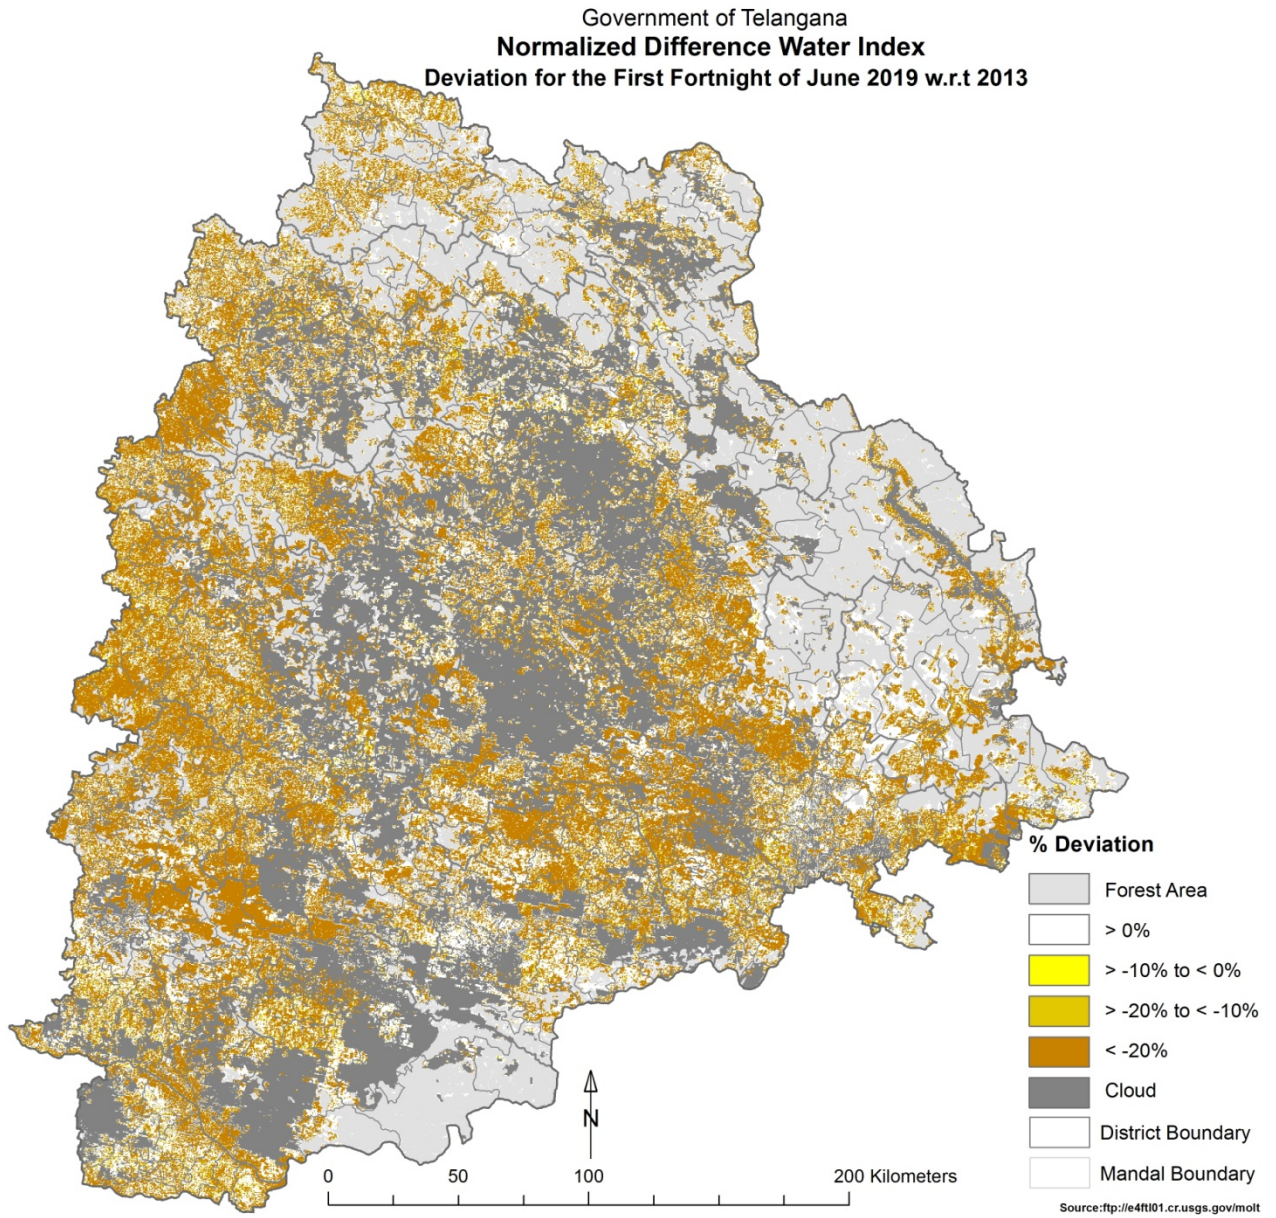 Government of Telangana
Normalized Difference Water Index
Deviation for the First Fortnight of June 2019 w.r.t 2013
% Deviation
Forest Area
> 0%
> -10% to < 0%
> -20% to < -10%
< -20%
Cloud
District Boundary
Mandal Boundary
N
0 50 100 200 Kilometers
Source:ftp://e4ftl01.cr.usgs.gov/molt